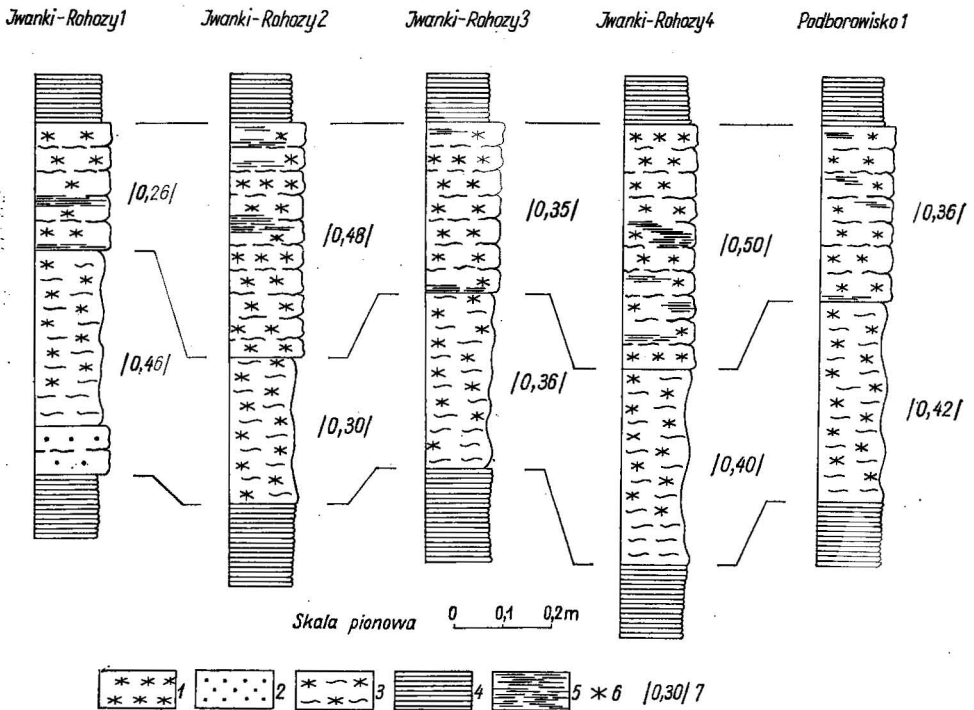 Jwanki-Rohozy1 Jwanki-Rohozy2 Jwanki-Rohozy3 Jwanki-Rohozy4 Podborowisko1
/0,26/ /0,48/ /0,35/ /0,50/ /0,36/
/0,46/ /0,30/ /0,36/ /0,40/ /0,42/
Skala pionowa 0 0,1 0,2m
1 2 3 4 5 6 /0,30/ 7